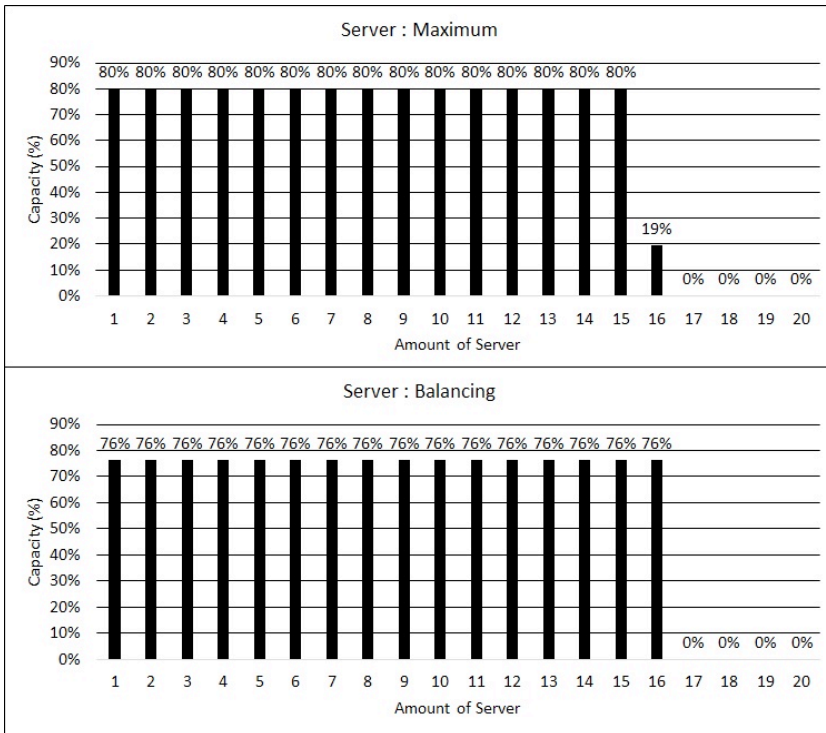 Server : Maximum
90%
80% 80% 80% 80% 80% 80% 80% 80% 80% 80% 80% 80% 80% 80% 80%
80%
70%
60%
50%
40%
30%
20%
10%
0%
19%
0% 0% 0% 0%
Capacity (%)
1 2 3 4 5 6 7 8 9 10 11 12 13 14 15 16 17 18 19 20
Amount of Server
Server : Balancing
90%
80%
76% 76% 76% 76% 76% 76% 76% 76% 76% 76% 76% 76% 76% 76% 76% 76%
70%
60%
50%
40%
30%
20%
10%
0%
0% 0% 0% 0%
Capacity (%)
1 2 3 4 5 6 7 8 9 10 11 12 13 14 15 16 17 18 19 20
Amount of Server